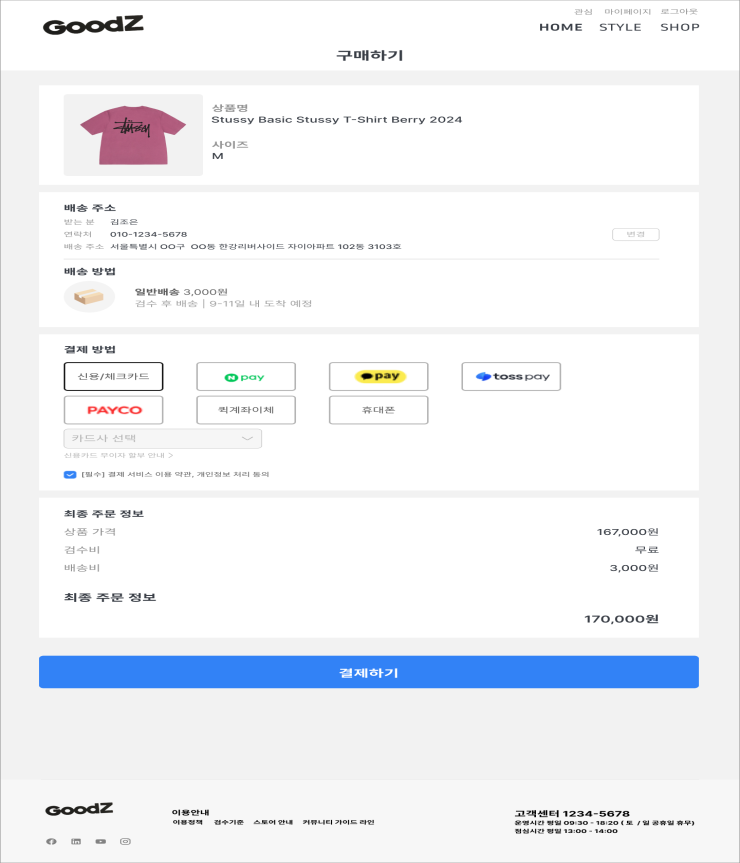 GOODZ
관심 마이페이지 로그아웃
HOME STYLE SHOP
구매하기
상품명
Stussy Basic Stussy T-Shirt Berry 2024
사이즈
M
배송 주소
받는 분 김조은
연락처 010-1234-5678
배송 주소 서울특별시 OO구 OO동 한강리버사이드 자이아파트 102동 3103호
변경
배송 방법
일반배송 3,000원
검수 후 배송 | 9-11일 내 도착 예정
결제 방법
신용/체크카드
N pay
pay
toss pay
PAYCO
퀵계좌이체
휴대폰
카드사 선택
신용카드 무이자 할부 안내 >
[필수] 결제 서비스 이용 약관, 개인정보 처리 동의
최종 주문 정보
상품 가격 167,000원
검수비 무료
배송비 3,000원
최종 주문 정보
170,000원
결제하기
GOODZ
이용안내
이용정책 검수기준 스토어 안내 커뮤니티 가이드 라인
고객센터 1234-5678
운영시간 평일 09:30 - 18:20 ( 토 / 일 공휴일 휴무)
점심시간 평일 13:00 - 14:00